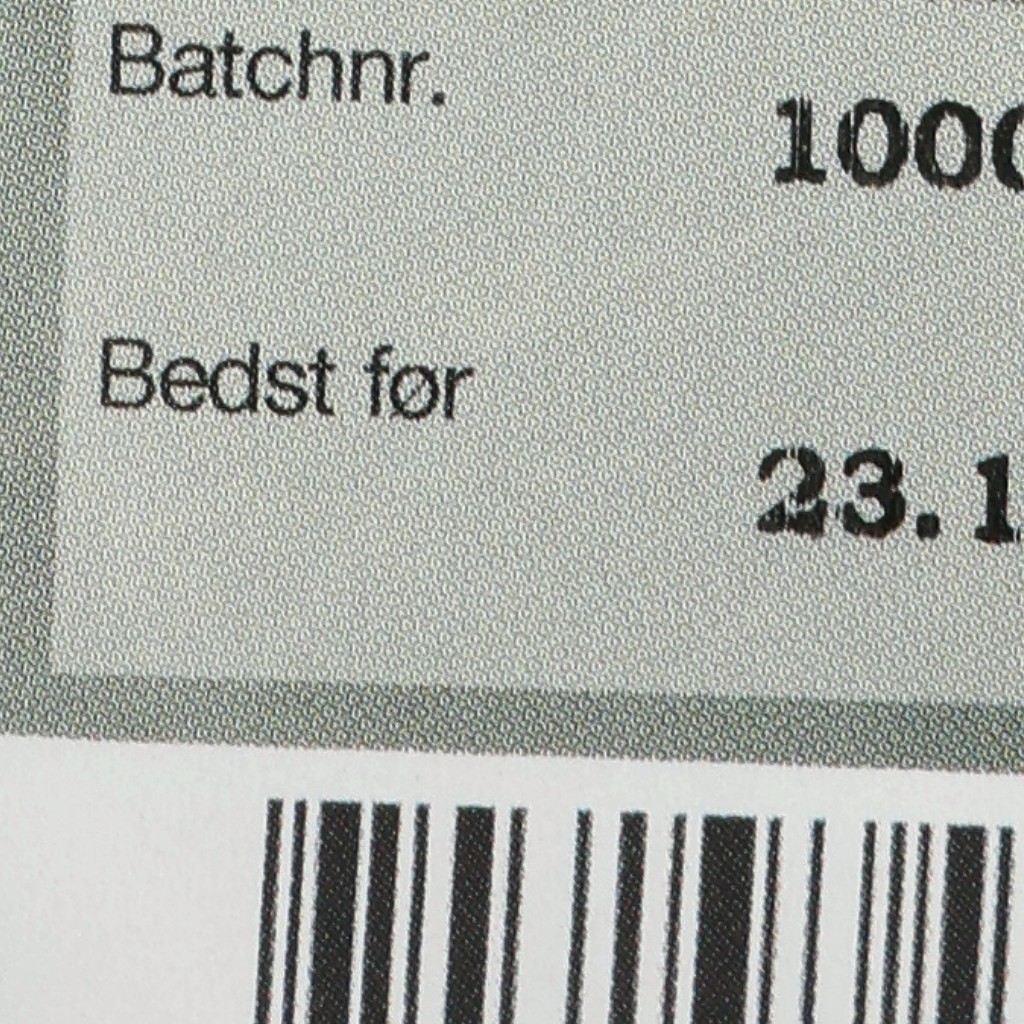 Batchnr.
100
Bedst før
23.1